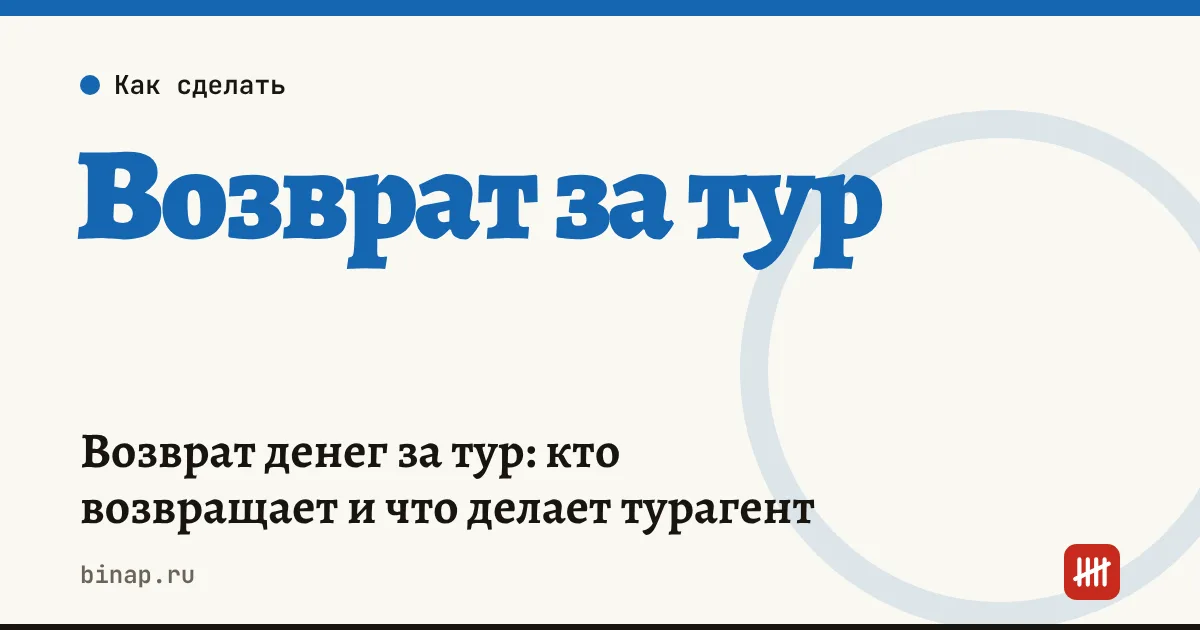 Как сделать
Возврат за тур
Возврат денег за тур: кто
возвращает и что делает турагент
binap.ru